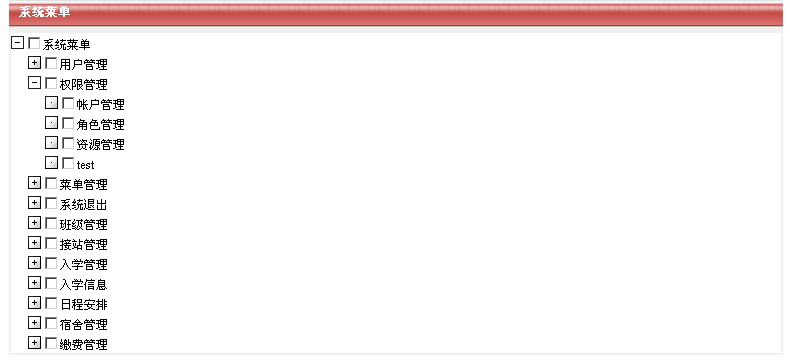 系统菜单
系统菜单
用户管理
权限管理
帐户管理
角色管理
资源管理
test
菜单管理
系统退出
班级管理
接站管理
入学管理
入学信息
日程安排
宿舍管理
缴费管理